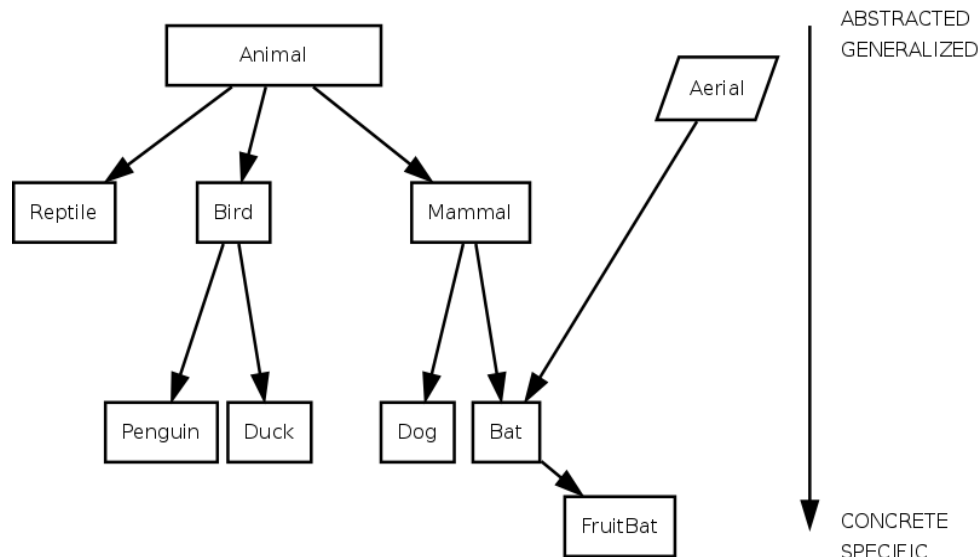 Animal
ABSTRACTED
GENERALIZED
Aerial
Reptile
Bird
Mammal
Penguin
Duck
Dog
Bat
FruitBat
CONCRETE
SPECIFIC